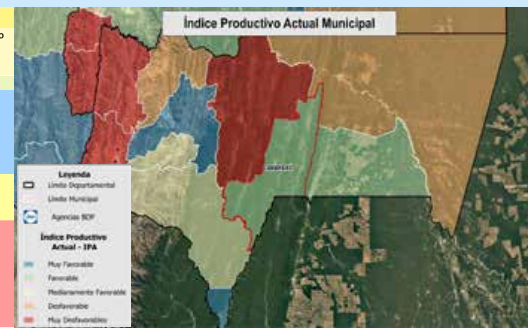 Índice Productivo Actual Municipal
Leyenda
Límite Departamental
Límite Municipal
Agencias BDP
Índice Productivo
Actual - IPA
Muy Favorable
Favorable
Medianamente Favorable
Desfavorable
Muy Desfavorables